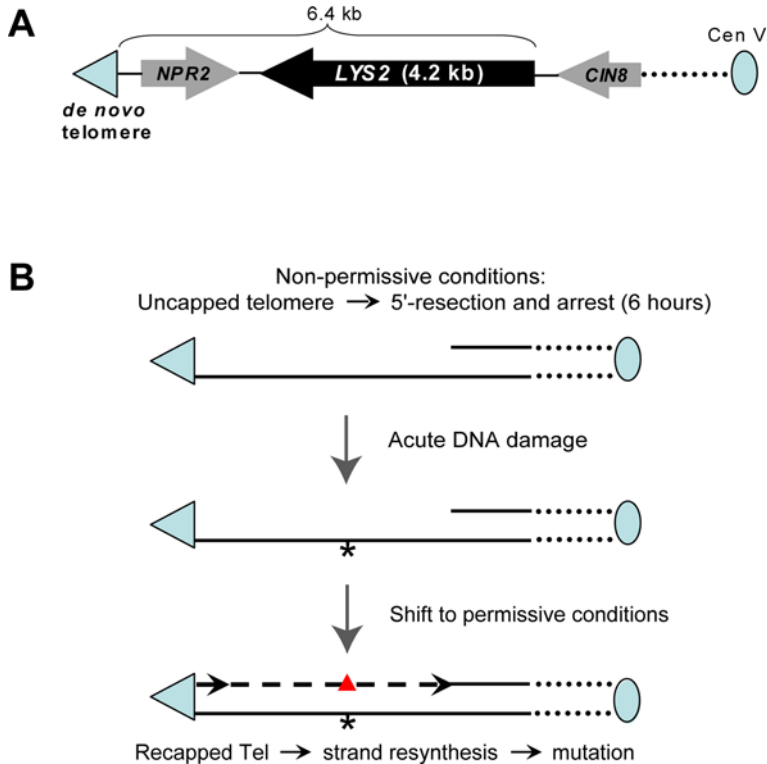 A
6.4 kb
Cen V
NPR2
LYS2 (4.2 kb)
CIN8
de novo
telomere
B
Non-permissive conditions:
Uncapped telomere → 5'-resection and arrest (6 hours)
Acute DNA damage
*
Shift to permissive conditions
*
Recapped Tel → strand resynthesis → mutation